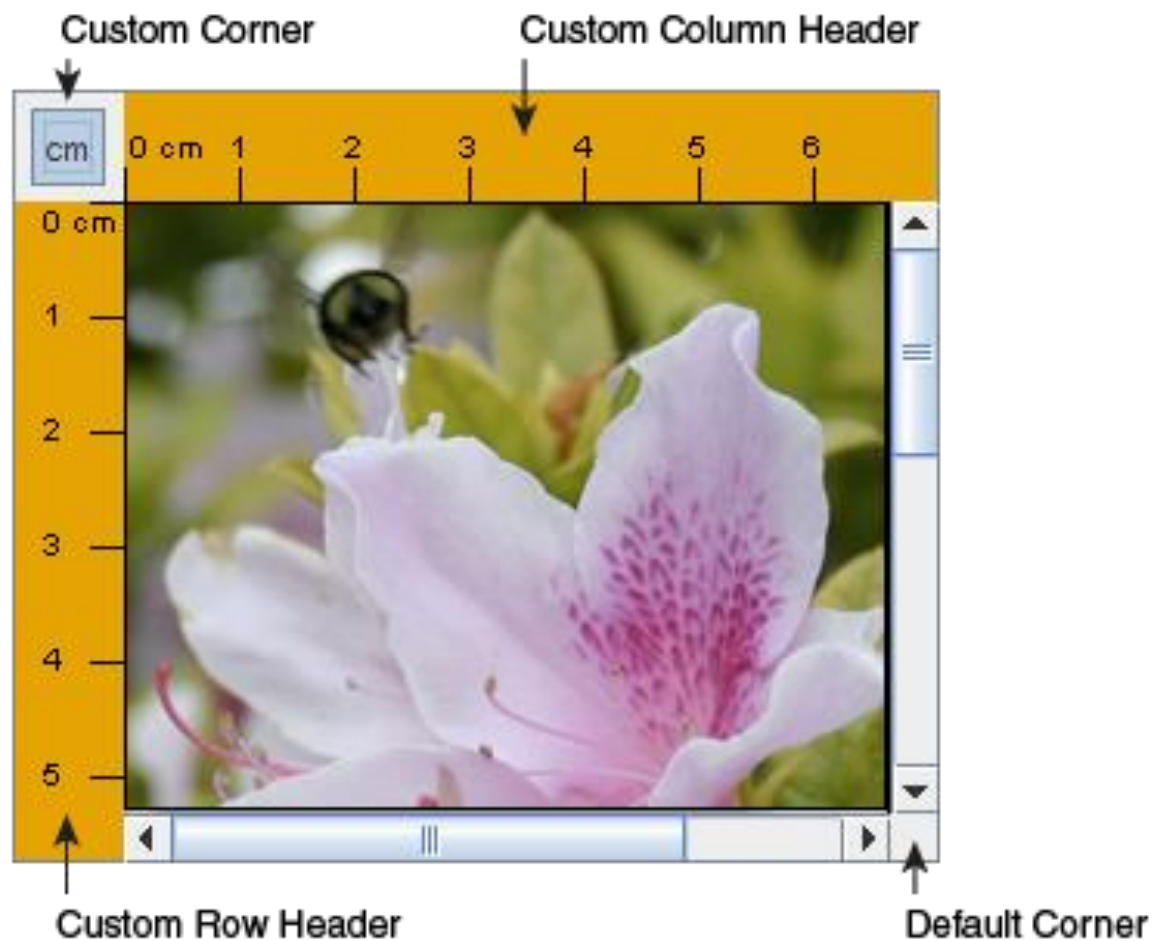 Custom Corner Custom Column Header
cm 0 cm 1 2 3 4 5 6
0 cm
1
2
3
4
5
Custom Row Header Default Corner